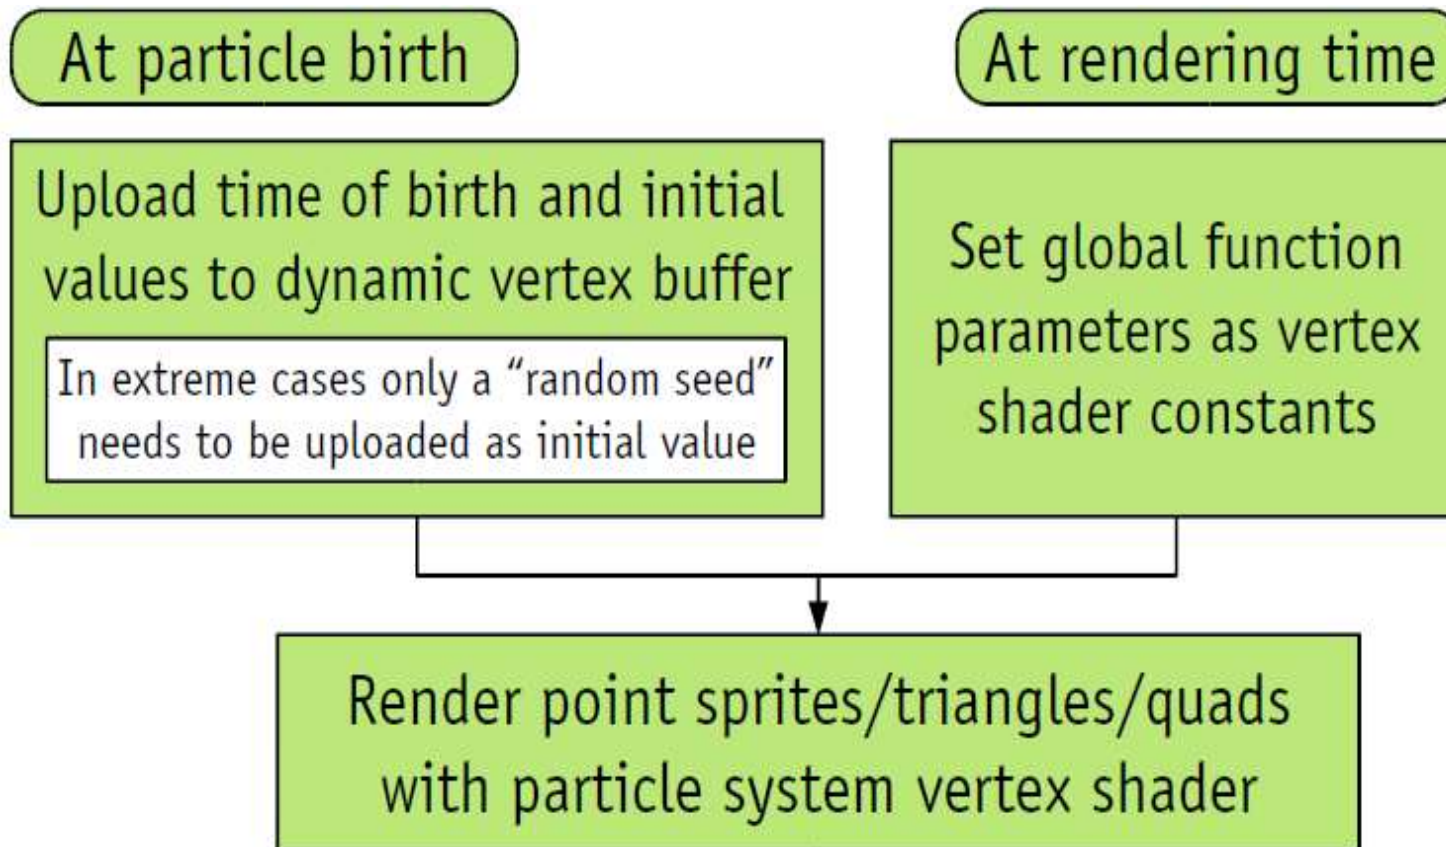 At particle birth
At rendering time
Upload time of birth and initial
values to dynamic vertex buffer
In extreme cases only a “random seed”
needs to be uploaded as initial value
Set global function
parameters as vertex
shader constants
Render point sprites/triangles/quads
with particle system vertex shader